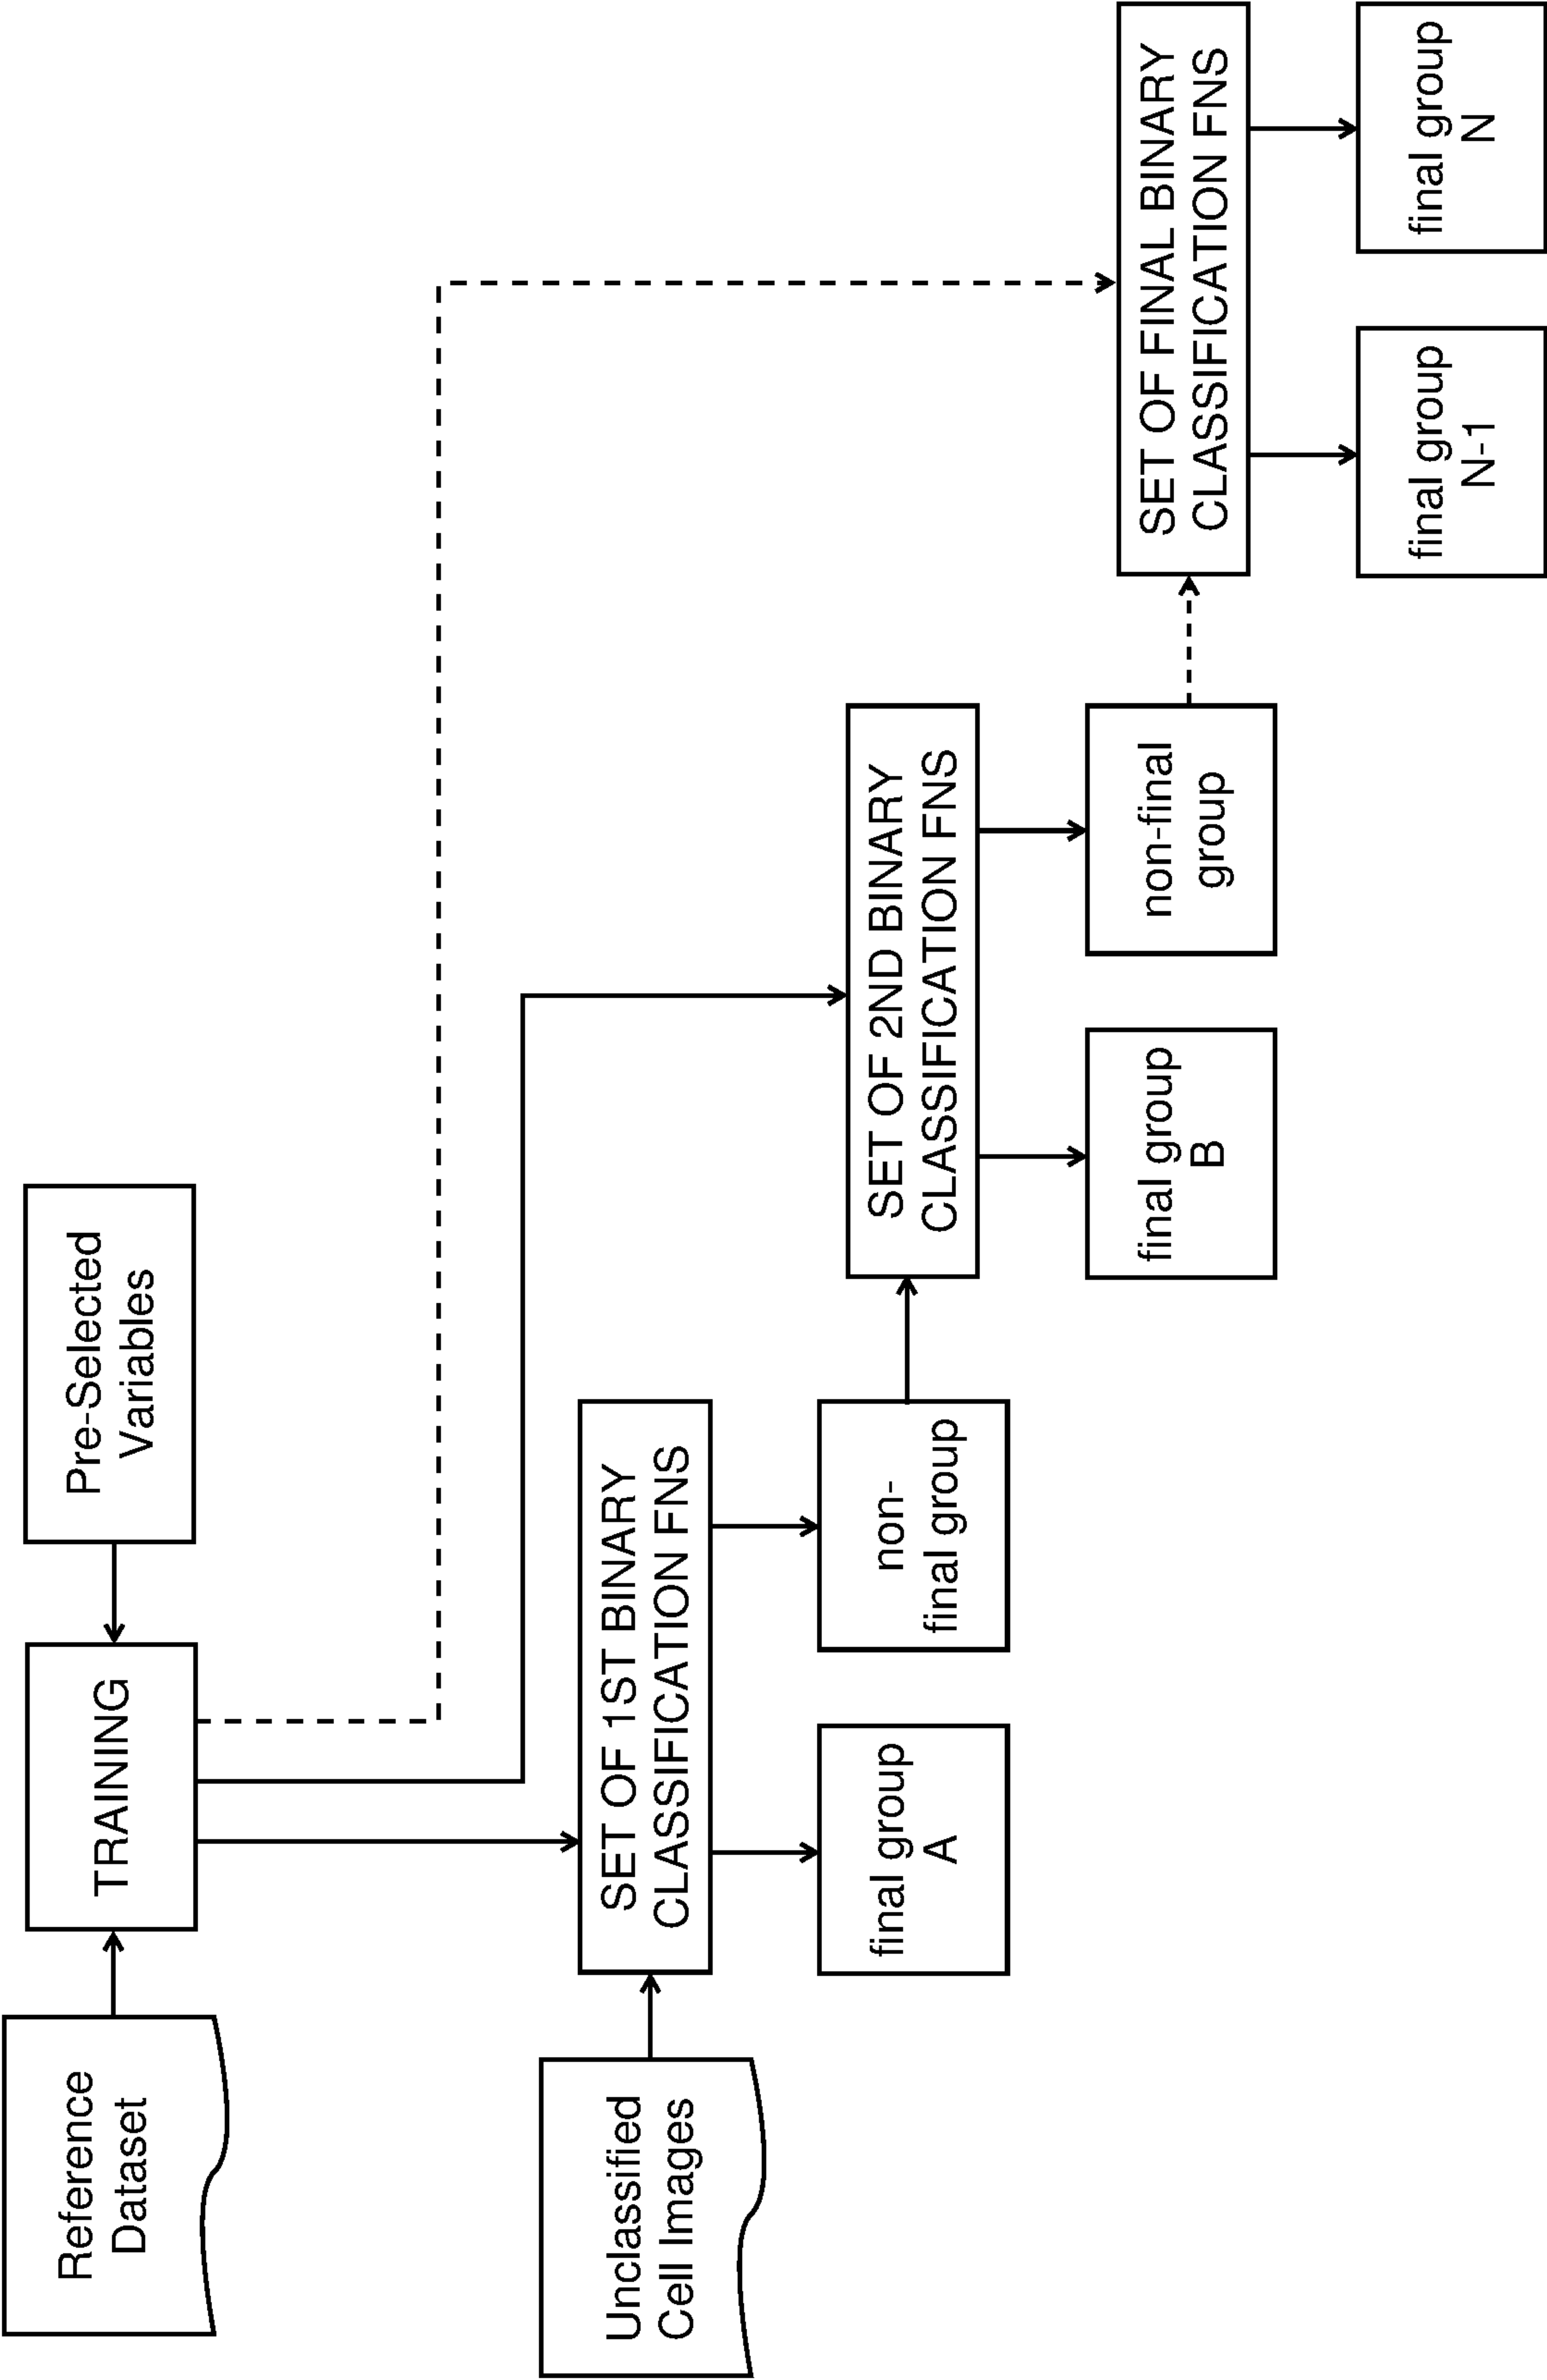 Reference
Dataset
TRAINING
Pre-Selected
Variables
Unclassified
Cell Images
SET OF 1ST BINARY
CLASSIFICATION FNS
final group
A
non-
final group
SET OF 2ND BINARY
CLASSIFICATION FNS
final group
B
non-final
group
SET OF FINAL BINARY
CLASSIFICATION FNS
final group
N-1
final group
N